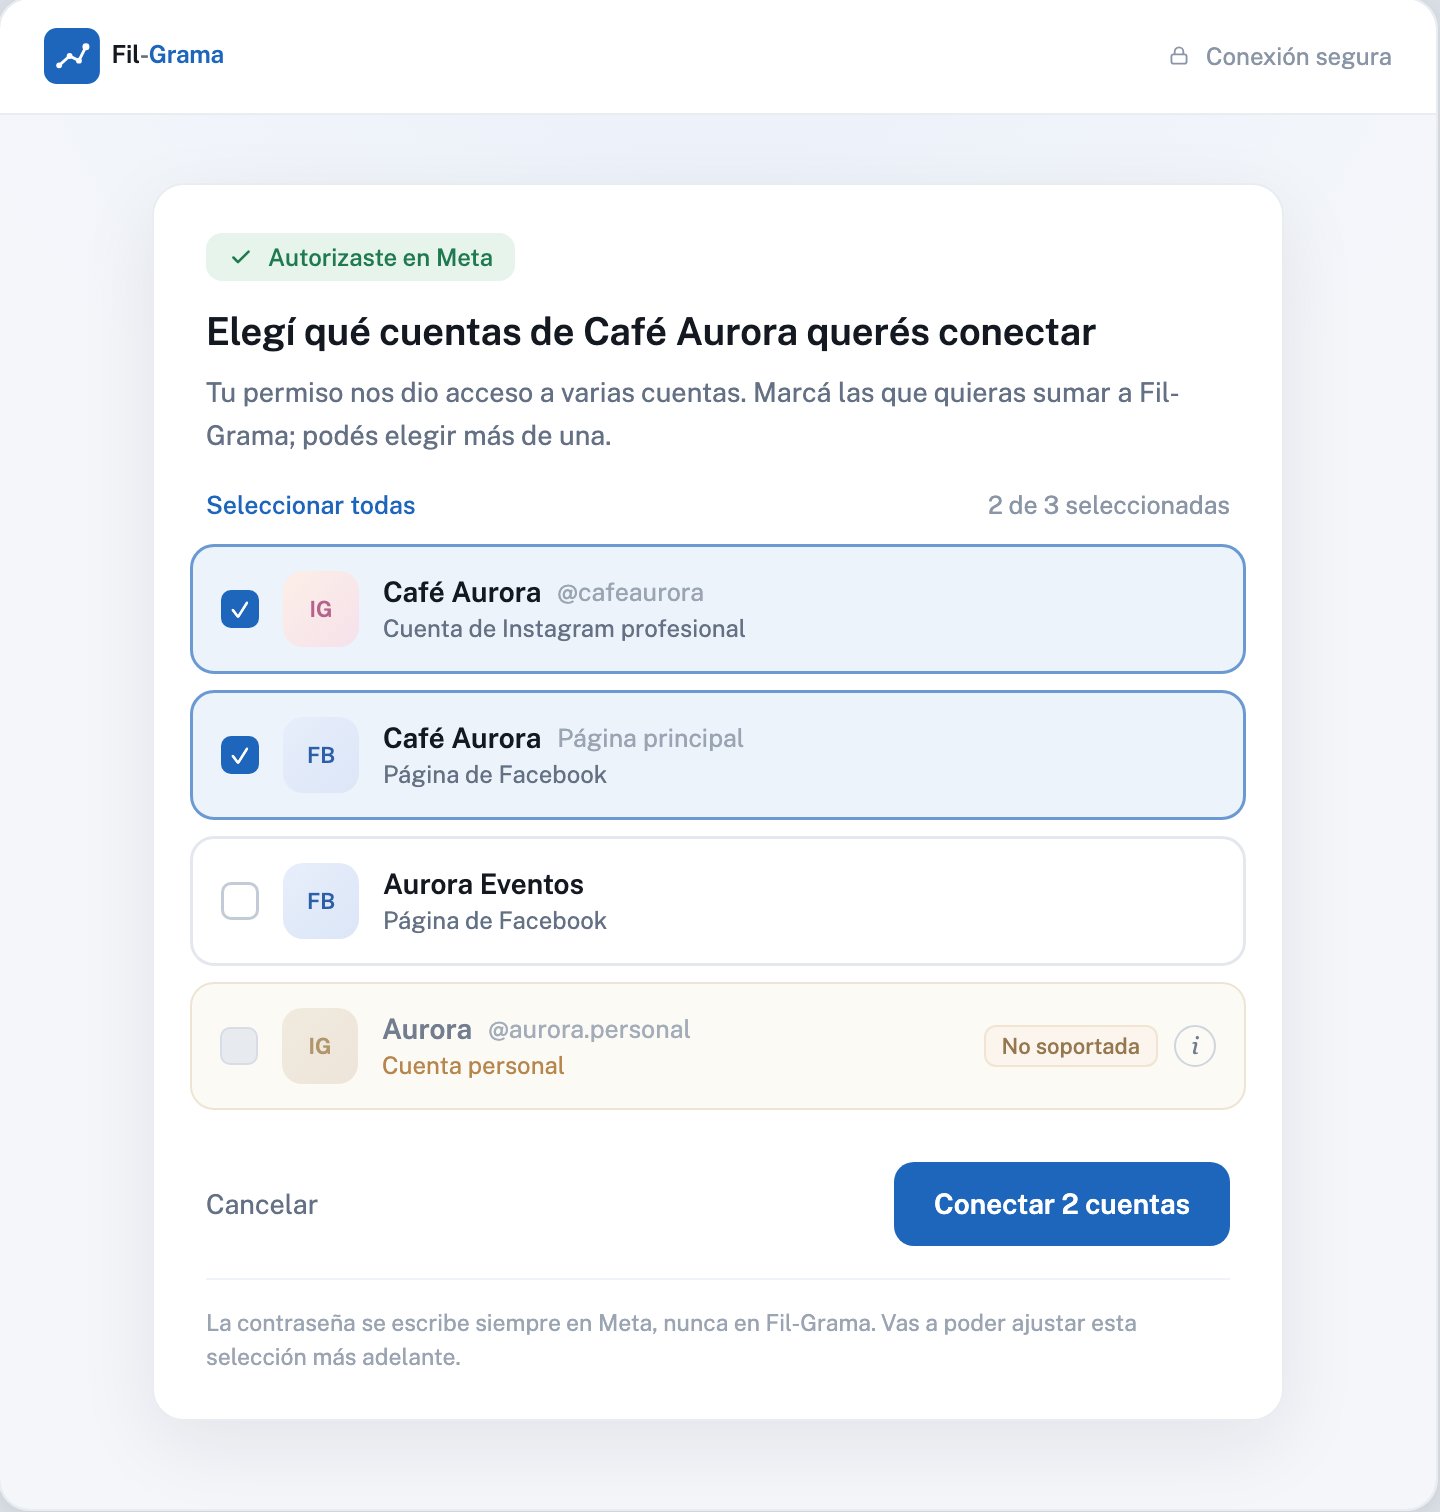 Fil-Grama
Conexión segura
Autorizaste en Meta
Elegí qué cuentas de Café Aurora querés conectar
Tu permiso nos dio acceso a varias cuentas. Marcá las que quieras sumar a Fil-
Grama; podés elegir más de una.
Seleccionar todas
2 de 3 seleccionadas
IG
Café Aurora @cafeaurora
Cuenta de Instagram profesional
FB
Café Aurora Página principal
Página de Facebook
FB
Aurora Eventos
Página de Facebook
IG
Aurora @aurora.personal
Cuenta personal
No soportada
i
Cancelar
Conectar 2 cuentas
La contraseña se escribe siempre en Meta, nunca en Fil-Grama. Vas a poder ajustar esta
selección más adelante.